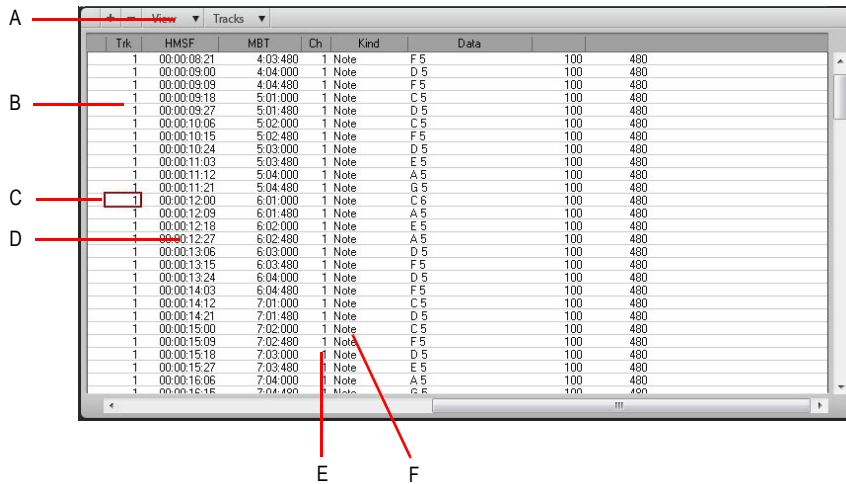 A
+ − View ▼ Tracks ▼
Trk HMSF MBT Ch Kind Data
1 00:00:08:21 4:03:480 1 Note F 5 100 480
1 00:00:09:00 4:04:000 1 Note D 5 100 480
1 00:00:09:09 4:04:480 1 Note F 5 100 480
B
1 00:00:09:18 5:01:000 1 Note C 5 100 480
1 00:00:09:27 5:01:480 1 Note D 5 100 480
1 00:00:10:06 5:02:000 1 Note C 5 100 480
1 00:00:10:15 5:02:480 1 Note F 5 100 480
1 00:00:10:24 5:03:000 1 Note D 5 100 480
1 00:00:11:03 5:03:480 1 Note E 5 100 480
1 00:00:11:12 5:04:000 1 Note A 5 100 480
1 00:00:11:21 5:04:480 1 Note G 5 100 480
C
1 00:00:12:00 6:01:000 1 Note C 6 100 480
1 00:00:12:09 6:01:480 1 Note A 5 100 480
1 00:00:12:18 6:02:000 1 Note E 5 100 480
D
1 00:00:12:27 6:02:480 1 Note A 5 100 480
1 00:00:13:06 6:03:000 1 Note D 5 100 480
1 00:00:13:15 6:03:480 1 Note F 5 100 480
1 00:00:13:24 6:04:000 1 Note D 5 100 480
1 00:00:14:03 6:04:480 1 Note F 5 100 480
1 00:00:14:12 7:01:000 1 Note C 5 100 480
1 00:00:14:21 7:01:480 1 Note D 5 100 480
1 00:00:15:00 7:02:000 1 Note C 5 100 480
1 00:00:15:09 7:02:480 1 Note F 5 100 480
1 00:00:15:18 7:03:000 1 Note D 5 100 480
1 00:00:15:27 7:03:480 1 Note E 5 100 480
1 00:00:16:06 7:04:000 1 Note A 5 100 480
1 00:00:16:15 7:04:480 1 Note G 5 100 480
E F